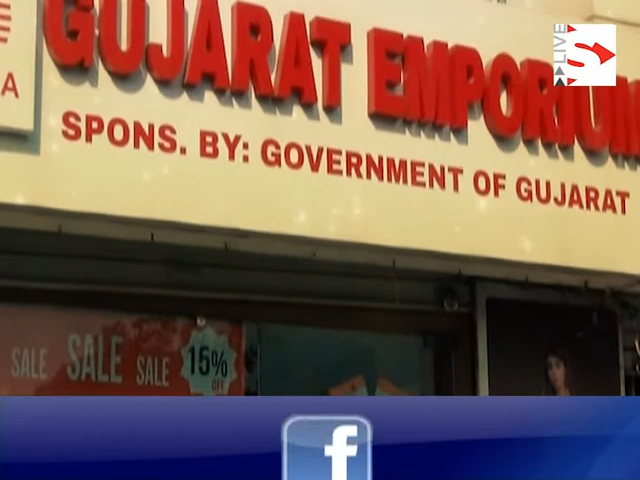 GUJARAT EMPORIUM
SPONS. BY: GOVERNMENT OF GUJARAT
A
LIVE
SALE SALE SALE 15%
OFF
f